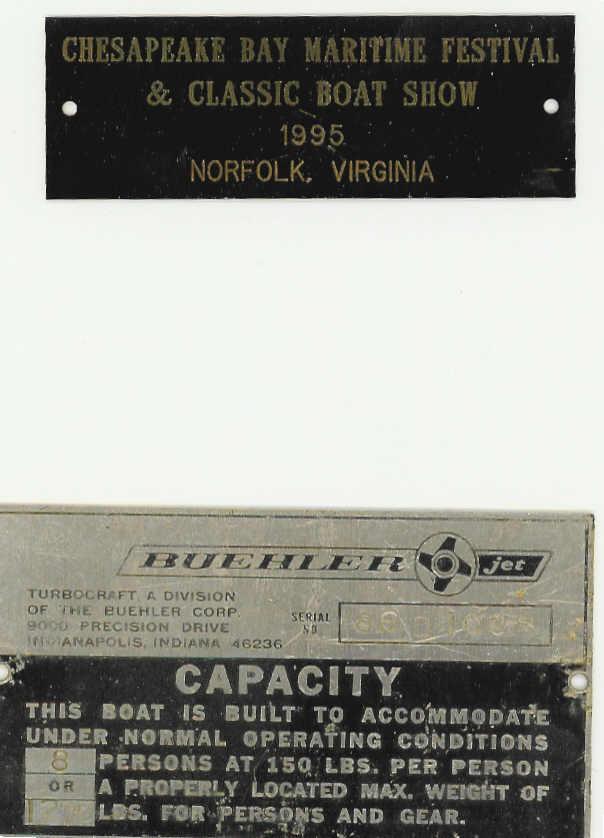 CHESAPEAKE BAY MARITIME FESTIVAL
& CLASSIC BOAT SHOW
1995
NORFOLK, VIRGINIA
BUEHLER jet
TURBOCRAFT, A DIVISION
OF THE BUEHLER CORP.
9000 PRECISION DRIVE
INDIANAPOLIS, INDIANA 46236
SERIAL
NO
CAPACITY
THIS BOAT IS BUILT TO ACCOMMODATE
UNDER NORMAL OPERATING CONDITIONS
8 PERSONS AT 150 LBS. PER PERSON
OR A PROPERLY LOCATED MAX. WEIGHT OF
LBS. FOR PERSONS AND GEAR.